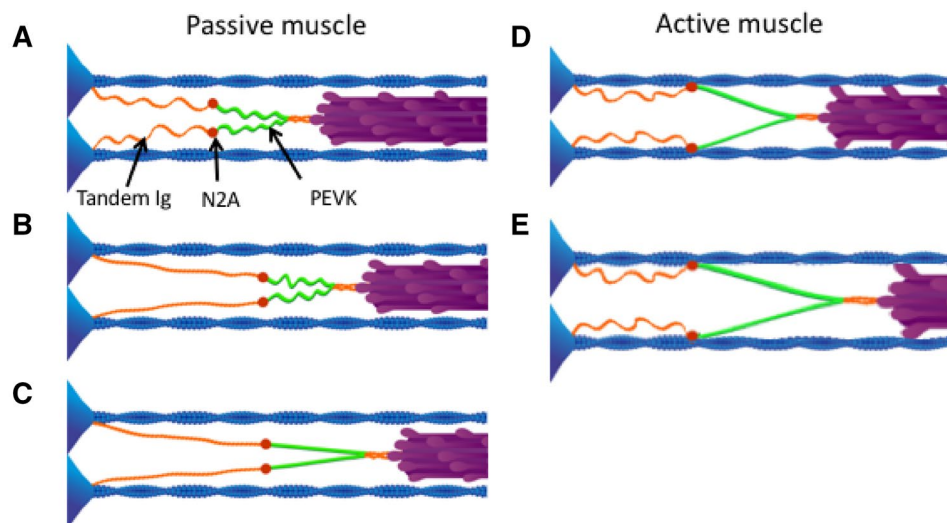 A Passive muscle
D Active muscle
Tandem Ig N2A PEVK
B
E
C